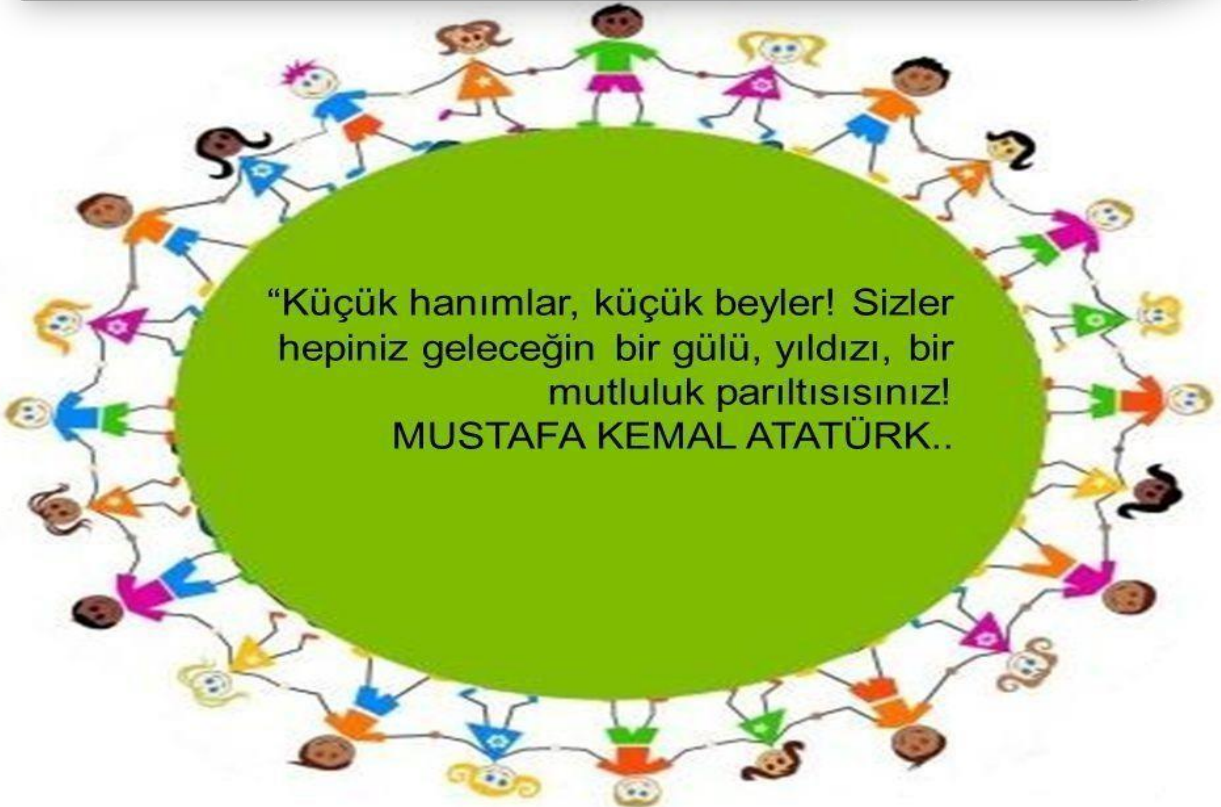 “Küçük hanımlar, küçük beyler! Sizler
hepiniz geleceğin bir gülü, yıldızı, bir
mutluluk parıltısısınız!
MUSTAFA KEMAL ATATÜRK..